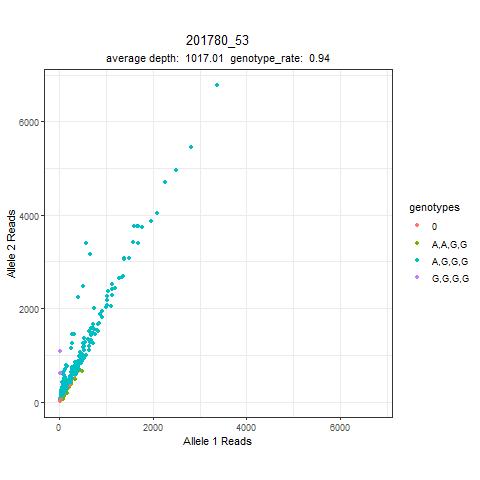 201780_53
average depth: 1017.01 genotype_rate: 0.94
Allele 2 Reads
6000
4000
2000
0
0
2000
4000
6000
Allele 1 Reads
genotypes
0
A,A,G,G
A,G,G,G
G,G,G,G